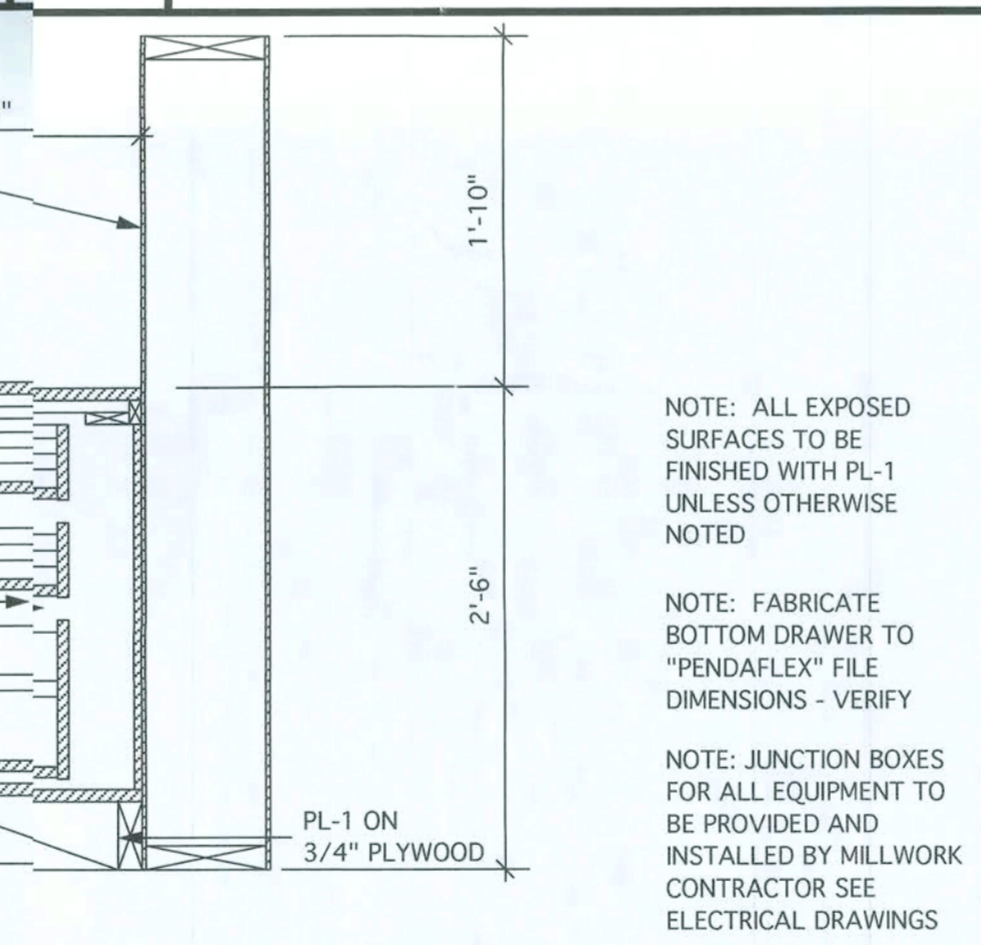 "
1'-10"
NOTE: ALL EXPOSED
SURFACES TO BE
FINISHED WITH PL-1
UNLESS OTHERWISE
NOTED
2'-6"
NOTE: FABRICATE
BOTTOM DRAWER TO
"PENDAFLEX" FILE
DIMENSIONS - VERIFY
NOTE: JUNCTION BOXES
FOR ALL EQUIPMENT TO
BE PROVIDED AND
INSTALLED BY MILLWORK
CONTRACTOR SEE
ELECTRICAL DRAWINGS
PL-1 ON
3/4" PLYWOOD